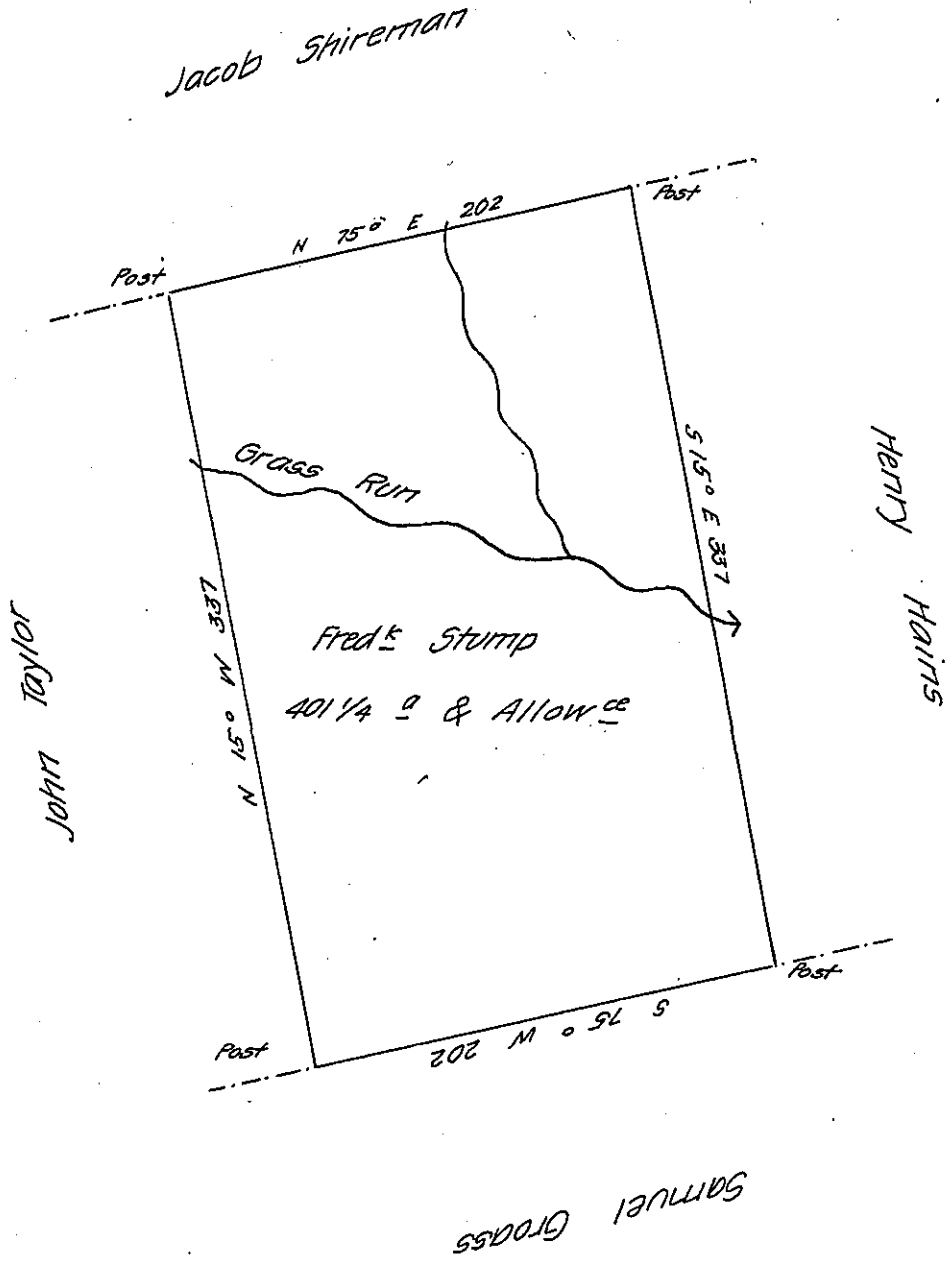 Jacob Shireman
Post
N 75° E 202
Post
S 15° E 337
Henry Hains
Grass Run
John Taylor
N 15° W 337
Fredk Stump
401 1/4 a & Allowce
Post
S 75° W 202
Post
Samuel Groass